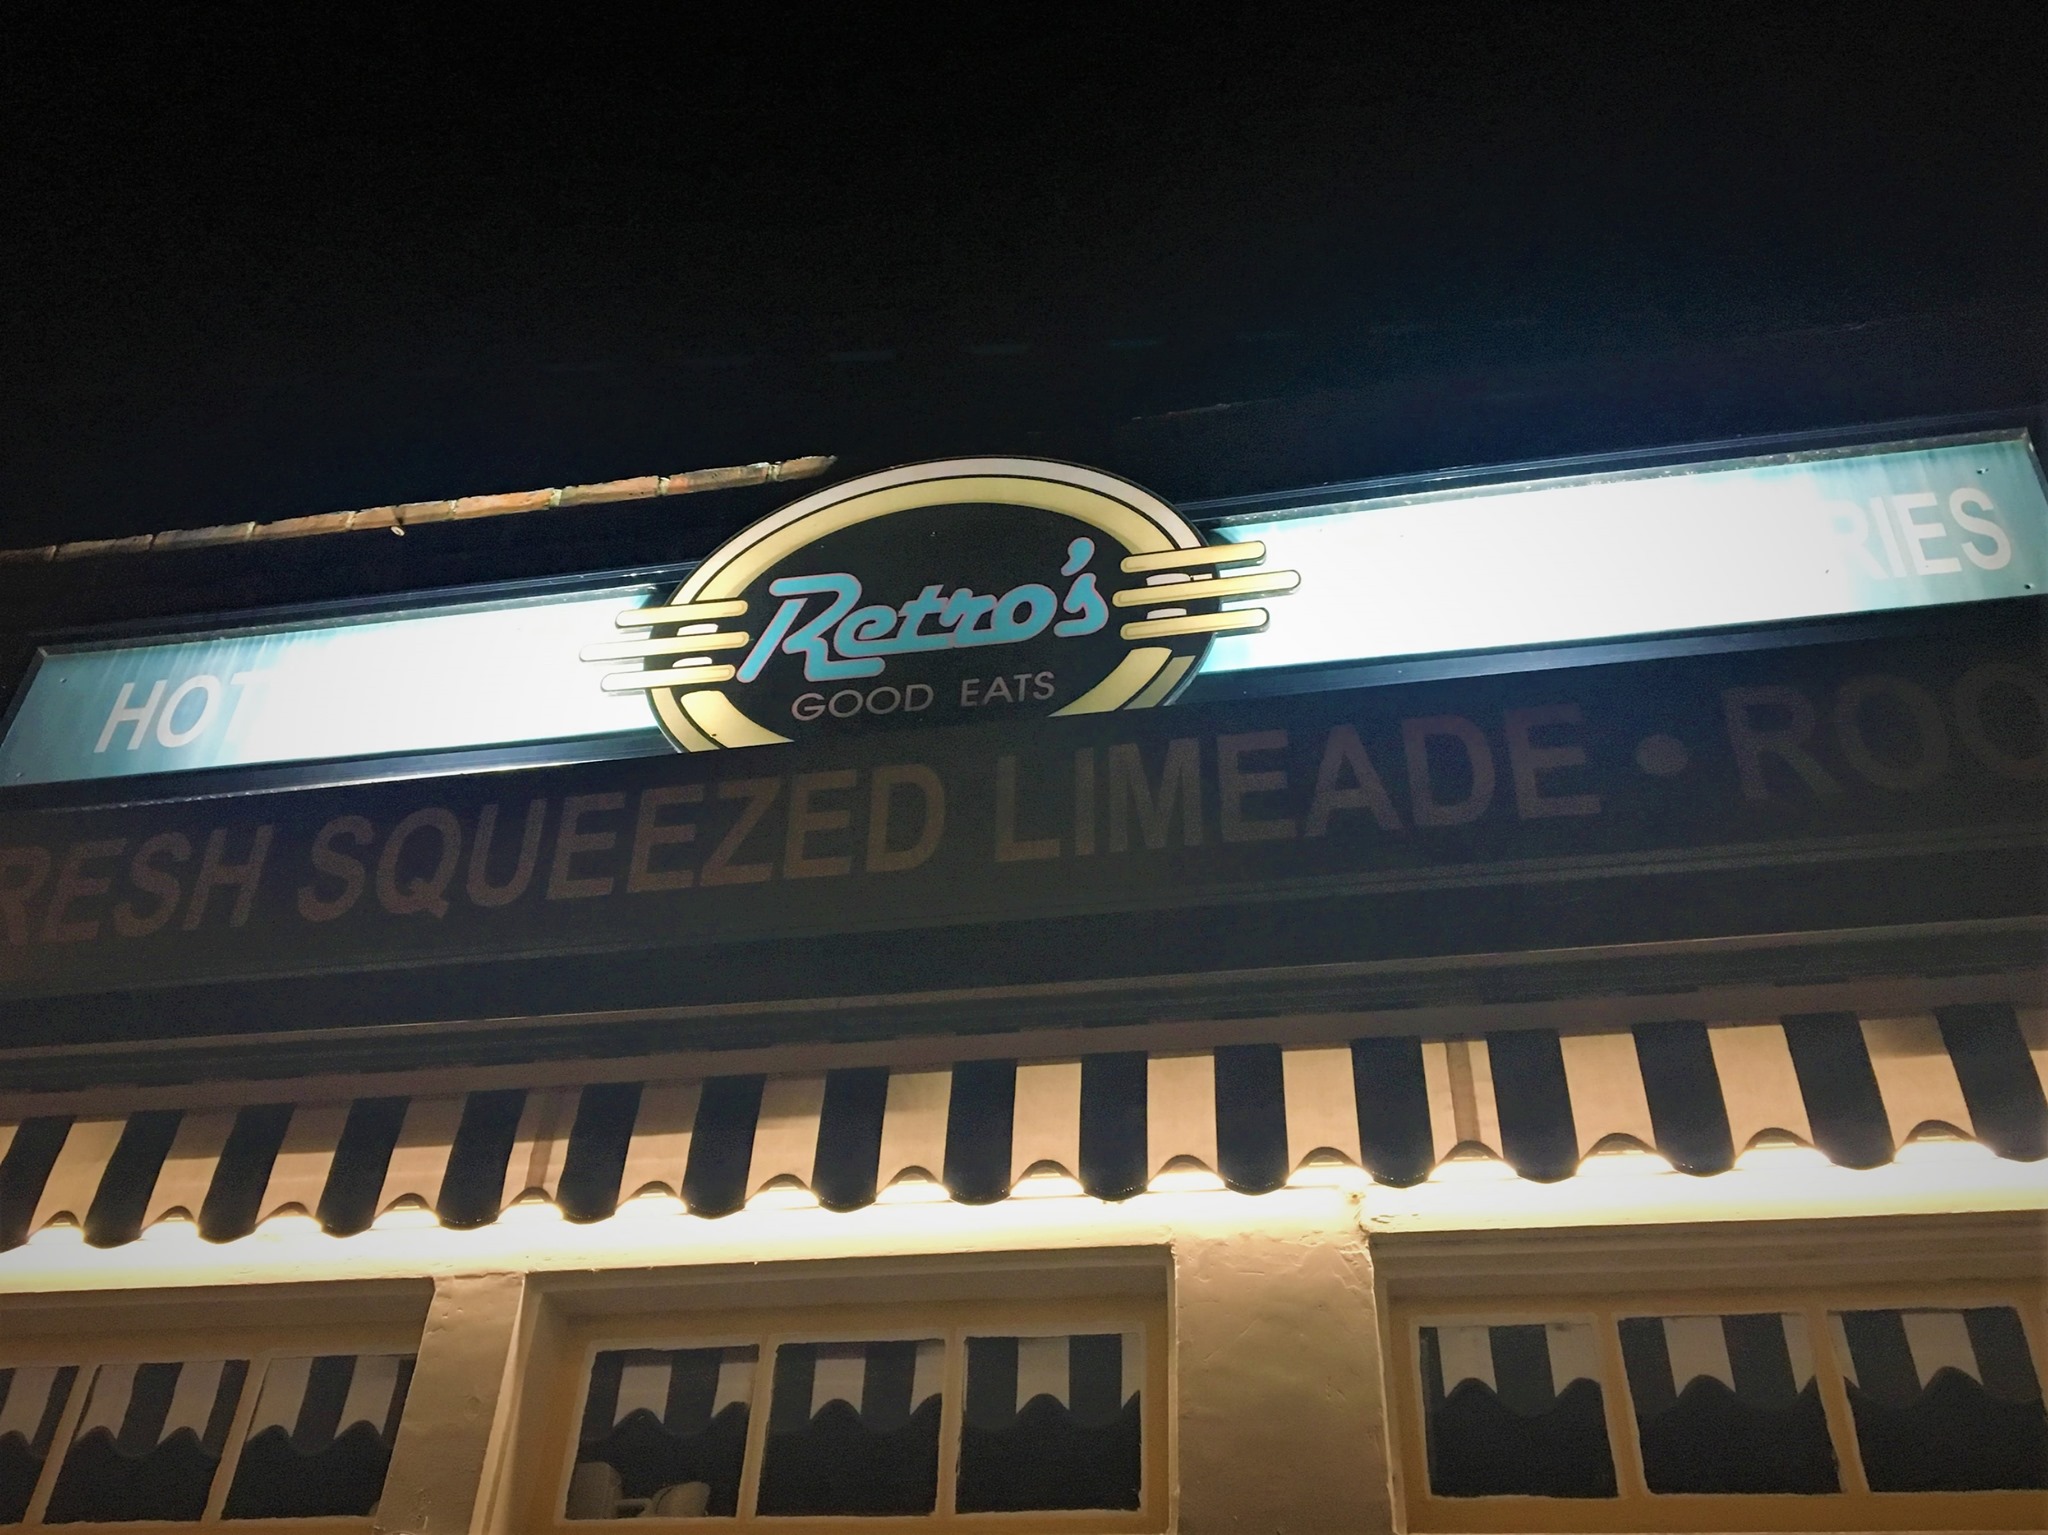 HOT
Retro's
GOOD EATS
RIES
RESH SQUEEZED LIMEADE • ROO